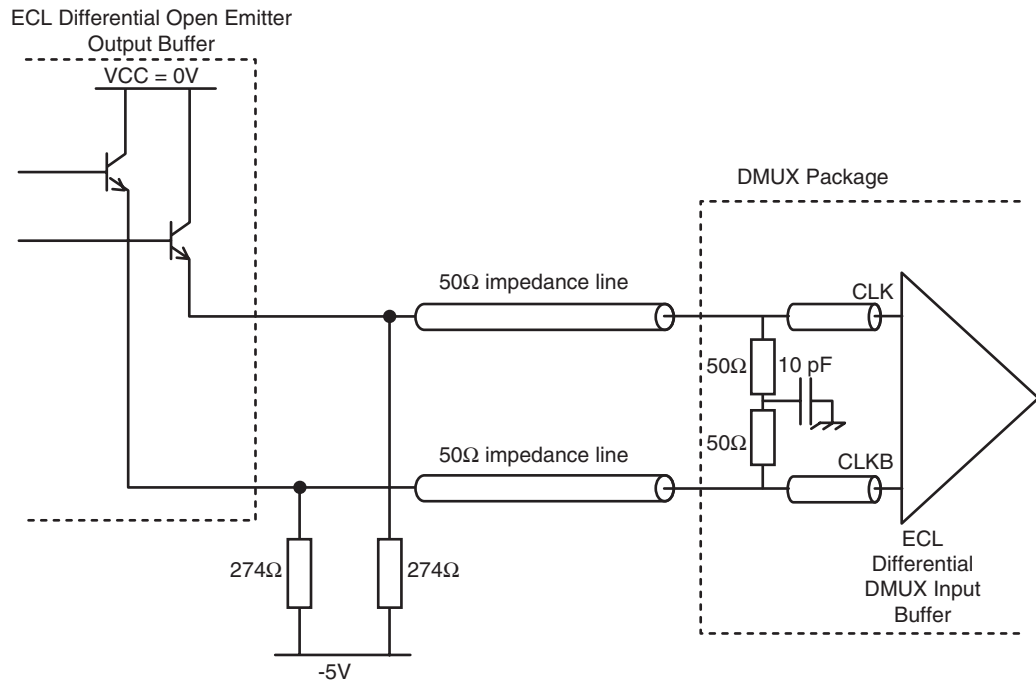 ECL Differential Open Emitter
Output Buffer
VCC = 0V
DMUX Package
50Ω impedance line
CLK
50Ω
10 pF
50Ω
50Ω impedance line
CLKB
274Ω
274Ω
ECL
Differential
DMUX Input
Buffer
-5V